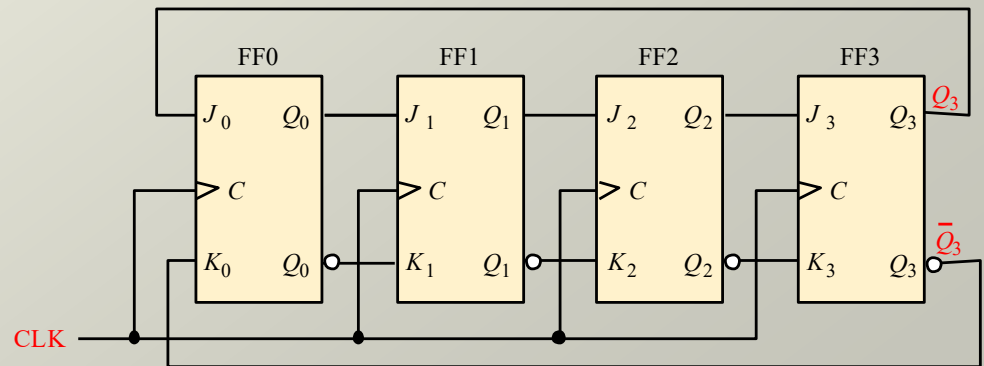 FF0 FF1 FF2 FF3
J₀ Q₀ J₁ Q₁ J₂ Q₂ J₃ Q₃ Q₃
C C C C
K₀ Q₀ K₁ Q₁ K₂ Q₂ K₃ Q₃ Q̅₃
CLK